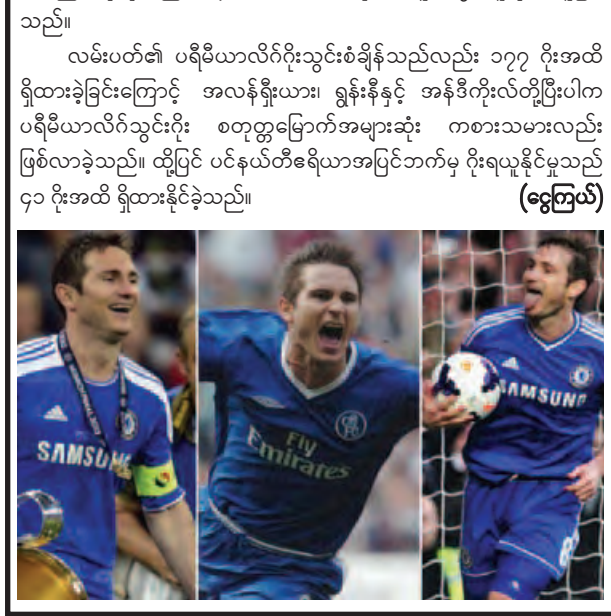 သည်။
လမ်းပတ်၏ ပရီမီယာလိဂ်ဂိုးသွင်းစံချိန်သည်လည်း ၁၇၇ ဂိုးအထိ
ရှိထားခဲ့ခြင်းကြောင့် အလန်ရှီးယား၊ ရွန်းနီနှင့် အန်ဒီကိုးလ်တို့ပြီးပါက
ပရီမီယာလိဂ်သွင်းဂိုး စတုတ္ထမြောက်အများဆုံး ကစားသမားလည်း
ဖြစ်လာခဲ့သည်။ ထို့ပြင် ပင်နယ်တီဧရိယာအပြင်ဘက်မှ ဂိုးရယူနိုင်မှုသည်
၄၁ ဂိုးအထိ ရှိထားနိုင်ခဲ့သည်။ (ငွေကြယ်)
SAMSUNG
Fly
Emirates
SAMSUNG
8